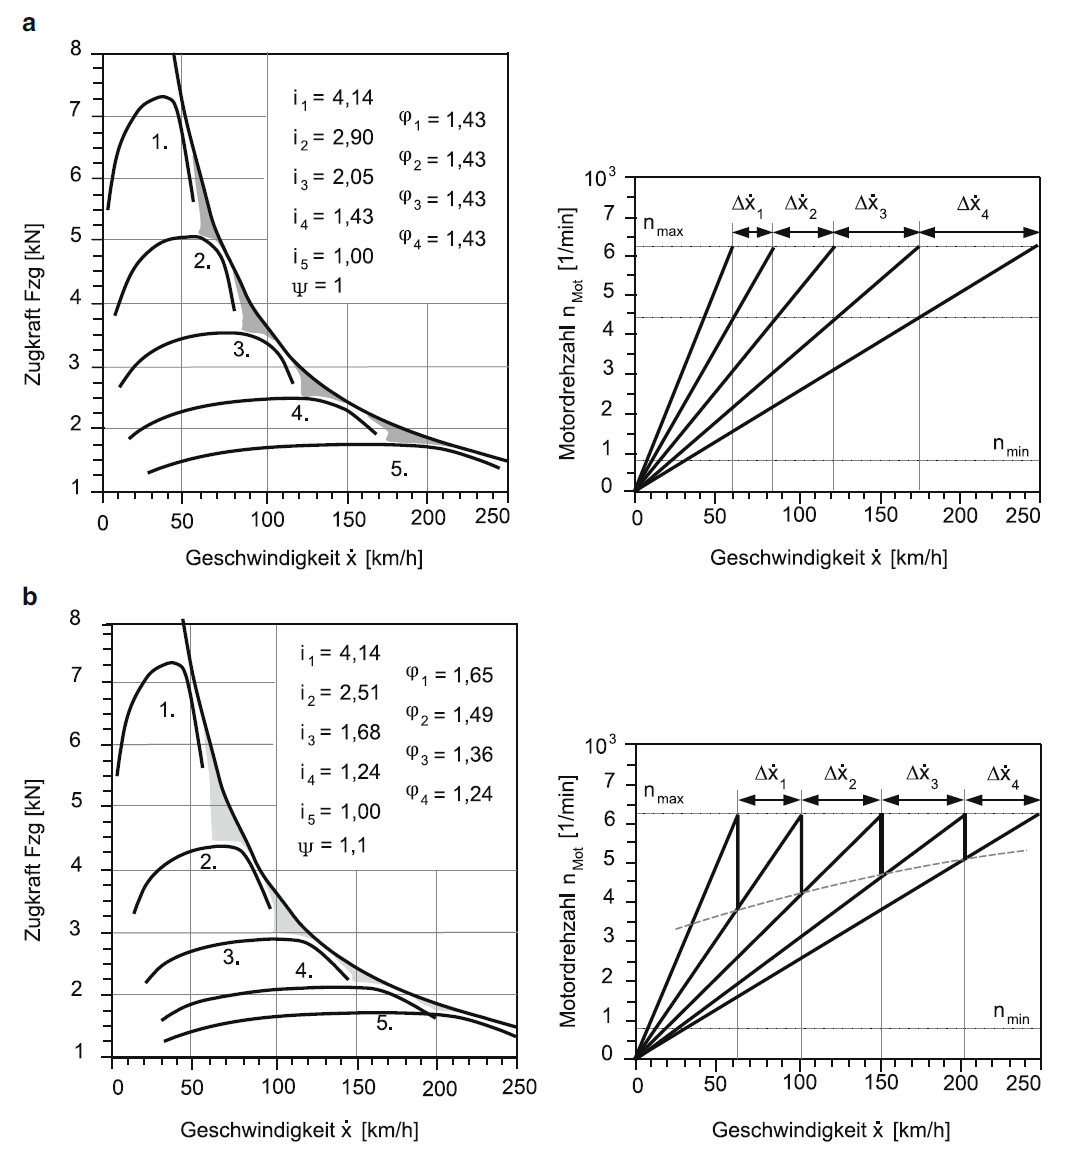 a
8
7
6
5
4
3
2
1
Zugkraft Fzg [kN]
1.
2.
3.
4.
5.
i1 = 4,14
i2 = 2,90
i3 = 2,05
i4 = 1,43
i5 = 1,00
Ψ = 1
φ1 = 1,43
φ2 = 1,43
φ3 = 1,43
φ4 = 1,43
0 50 100 150 200 250
Geschwindigkeit ẋ [km/h]
10³
7
6
5
4
3
2
1
0
Motordrehzahl nMot [1/min]
nmax
Δẋ1 Δẋ2 Δẋ3 Δẋ4
nmin
0 50 100 150 200 250
Geschwindigkeit ẋ [km/h]
b
8
7
6
5
4
3
2
1
Zugkraft Fzg [kN]
1.
2.
3.
4.
5.
i1 = 4,14
i2 = 2,51
i3 = 1,68
i4 = 1,24
i5 = 1,00
Ψ = 1,1
φ1 = 1,65
φ2 = 1,49
φ3 = 1,36
φ4 = 1,24
0 50 100 150 200 250
Geschwindigkeit ẋ [km/h]
10³
7
6
5
4
3
2
1
0
Motordrehzahl nMot [1/min]
nmax
Δẋ1 Δẋ2 Δẋ3 Δẋ4
nmin
0 50 100 150 200 250
Geschwindigkeit ẋ [km/h]